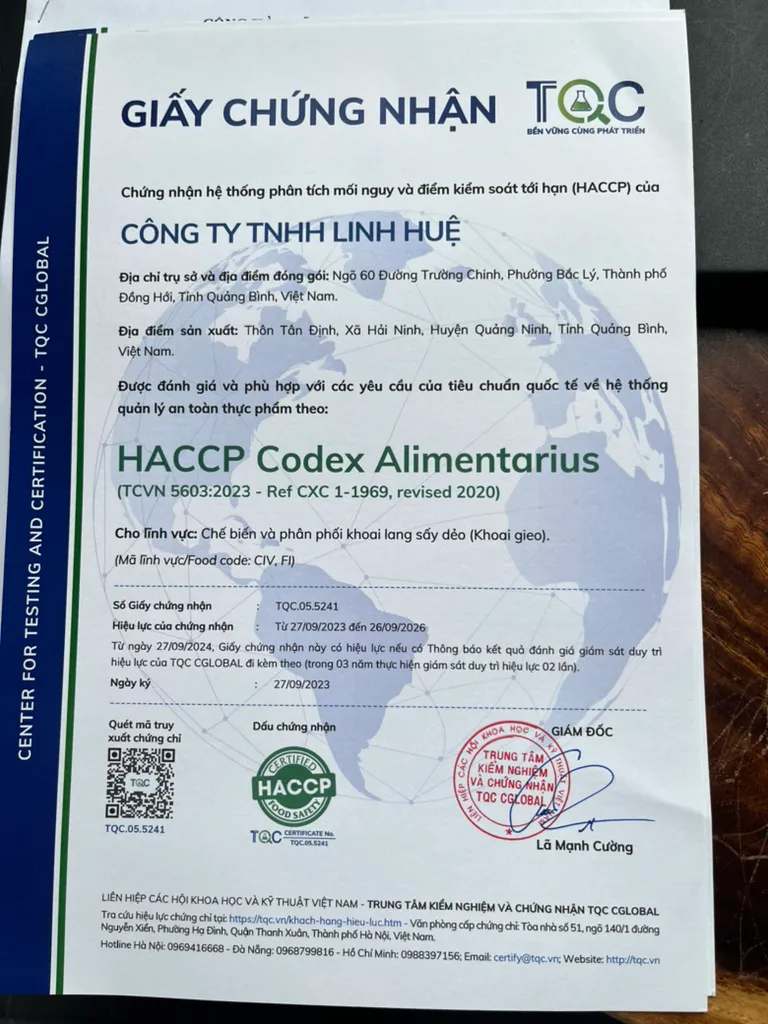 GIẤY CHỨNG NHẬN
TQC
BỀN VỮNG CÙNG PHÁT TRIỂN
Chứng nhận hệ thống phân tích mối nguy và điểm kiểm soát tới hạn (HACCP) của
CÔNG TY TNHH LINH HUỆ
Địa chỉ trụ sở và địa điểm đóng gói: Ngõ 60 Đường Trường Chinh, Phường Bắc Lý, Thành phố
Đồng Hới, Tỉnh Quảng Bình, Việt Nam.
Địa điểm sản xuất: Thôn Tân Định, Xã Hải Ninh, Huyện Quảng Ninh, Tỉnh Quảng Bình,
Việt Nam.
Được đánh giá và phù hợp với các yêu cầu của tiêu chuẩn quốc tế về hệ thống
quản lý an toàn thực phẩm theo:
HACCP Codex Alimentarius
(TCVN 5603:2023 - Ref CXC 1-1969, revised 2020)
Cho lĩnh vực: Chế biến và phân phối khoai lang sấy dẻo (Khoai gieo).
(Mã lĩnh vực/Food code: CIV, FI)
Số Giấy chứng nhận : TQC.05.5241
Hiệu lực của chứng nhận : Từ 27/09/2023 đến 26/09/2026
Từ ngày 27/09/2024, Giấy chứng nhận này có hiệu lực nếu có Thông báo kết quả đánh giá giám sát duy trì
hiệu lực của TQC CGLOBAL đi kèm theo (trong 03 năm thực hiện giám sát duy trì hiệu lực 02 lần).
Ngày ký : 27/09/2023
Quét mã truy
xuất chứng chỉ
TQC
TQC.05.5241
Dấu chứng nhận
CERTIFIED
HACCP
FOOD SAFETY
TQC CERTIFICATE No.
TQC.05.5241
GIÁM ĐỐC
LIÊN HIỆP CÁC HỘI KHOA HỌC VÀ KỸ THUẬT VIỆT NAM
TRUNG TÂM
KIỂM NGHIỆM
VÀ CHỨNG NHẬN
TQC CGLOBAL
Lã Mạnh Cường
LIÊN HIỆP CÁC HỘI KHOA HỌC VÀ KỸ THUẬT VIỆT NAM - TRUNG TÂM KIỂM NGHIỆM VÀ CHỨNG NHẬN TQC CGLOBAL
Tra cứu hiệu lực chứng chỉ tại: https://tqc.vn/khach-hang-hieu-luc.htm - Văn phòng cấp chứng chỉ: Tòa nhà số 51, ngõ 140/1 đường
Nguyễn Xiển, Phường Hạ Đình, Quận Thanh Xuân, Thành phố Hà Nội, Việt Nam.
Hotline Hà Nội: 0969416668 - Đà Nẵng: 0968799816 - Hồ Chí Minh: 0988397156; Email: certify@tqc.vn; Website: http://tqc.vn
CENTER FOR TESTING AND CERTIFICATION - TQC CGLOBAL